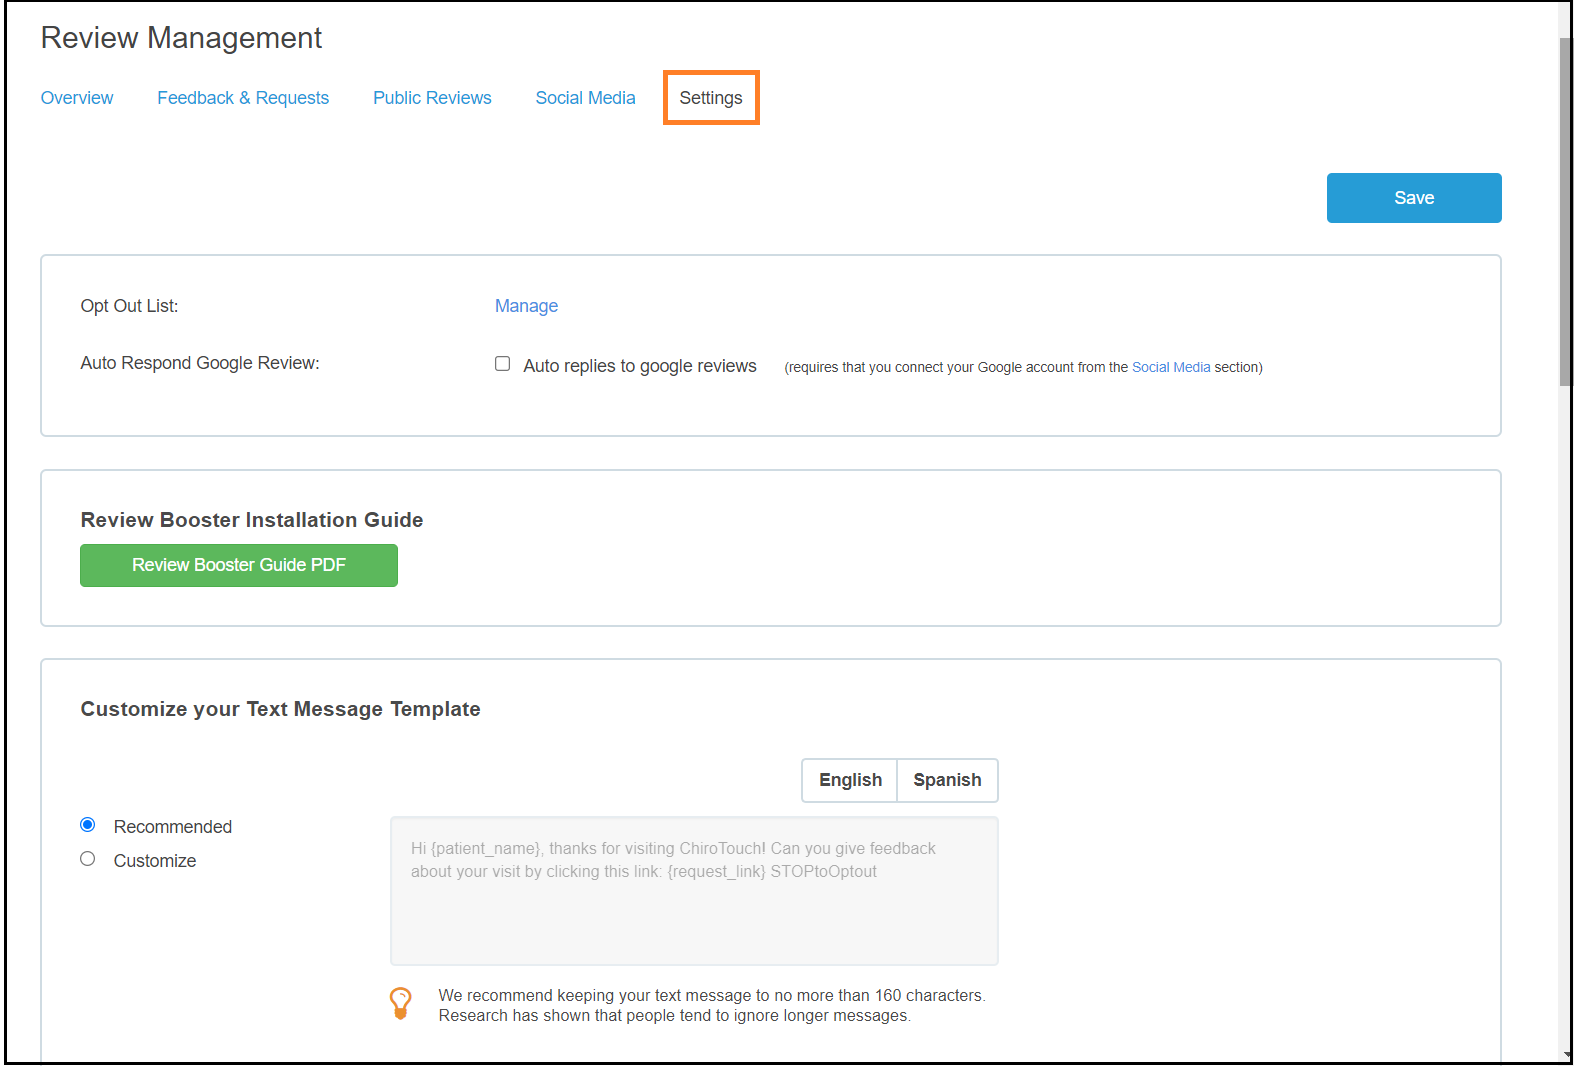 Review Management
Overview Feedback & Requests Public Reviews Social Media Settings
Save
Opt Out List: Manage
Auto Respond Google Review: Auto replies to google reviews (requires that you connect your Google account from the Social Media section)
Review Booster Installation Guide
Review Booster Guide PDF
Customize your Text Message Template
English Spanish
Recommended
Customize
Hi {patient_name}, thanks for visiting ChiroTouch! Can you give feedback
about your visit by clicking this link: {request_link} STOPtoOptout
We recommend keeping your text message to no more than 160 characters.
Research has shown that people tend to ignore longer messages.